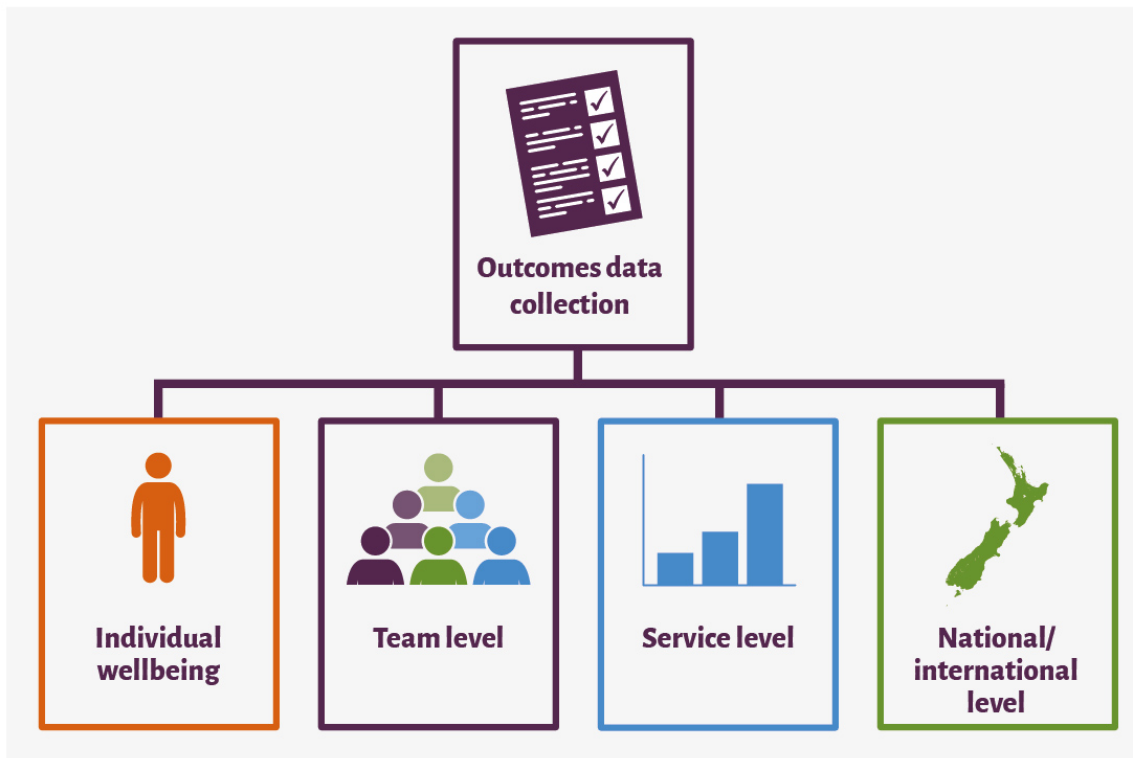 Outcomes data
collection
Individual
wellbeing
Team level
Service level
National/
international
level